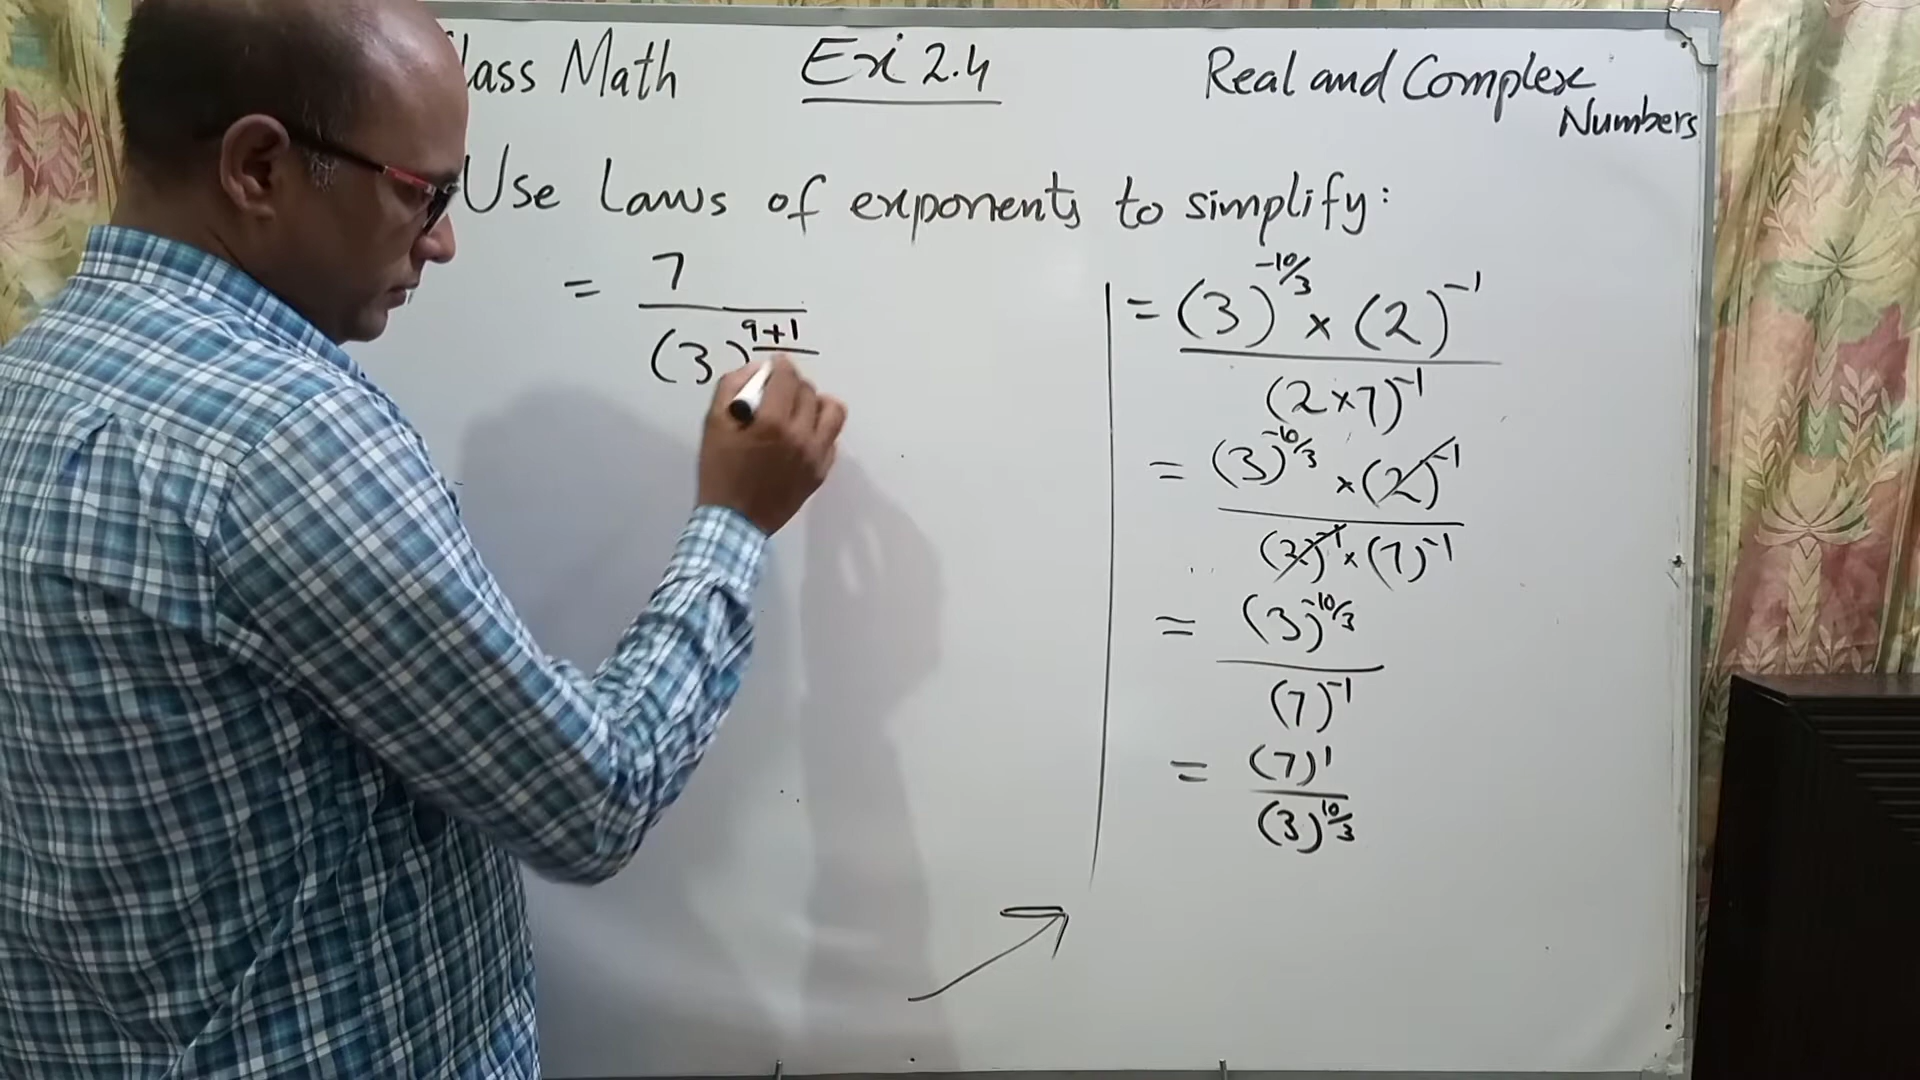 lass Math Ex 2.4 Real and Complex Numbers
Use Laws of exponents to simplify:
= 7 / (3)^(9+1
= (3)^(-10/3) × (2)^(-1) / (2×7)^(-1)
= (3)^(-10/3) × (2)^(-1) / (2)^(-1) × (7)^(-1)
= (3)^(-10/3) / (7)^(-1)
= (7)^1 / (3)^(10/3)